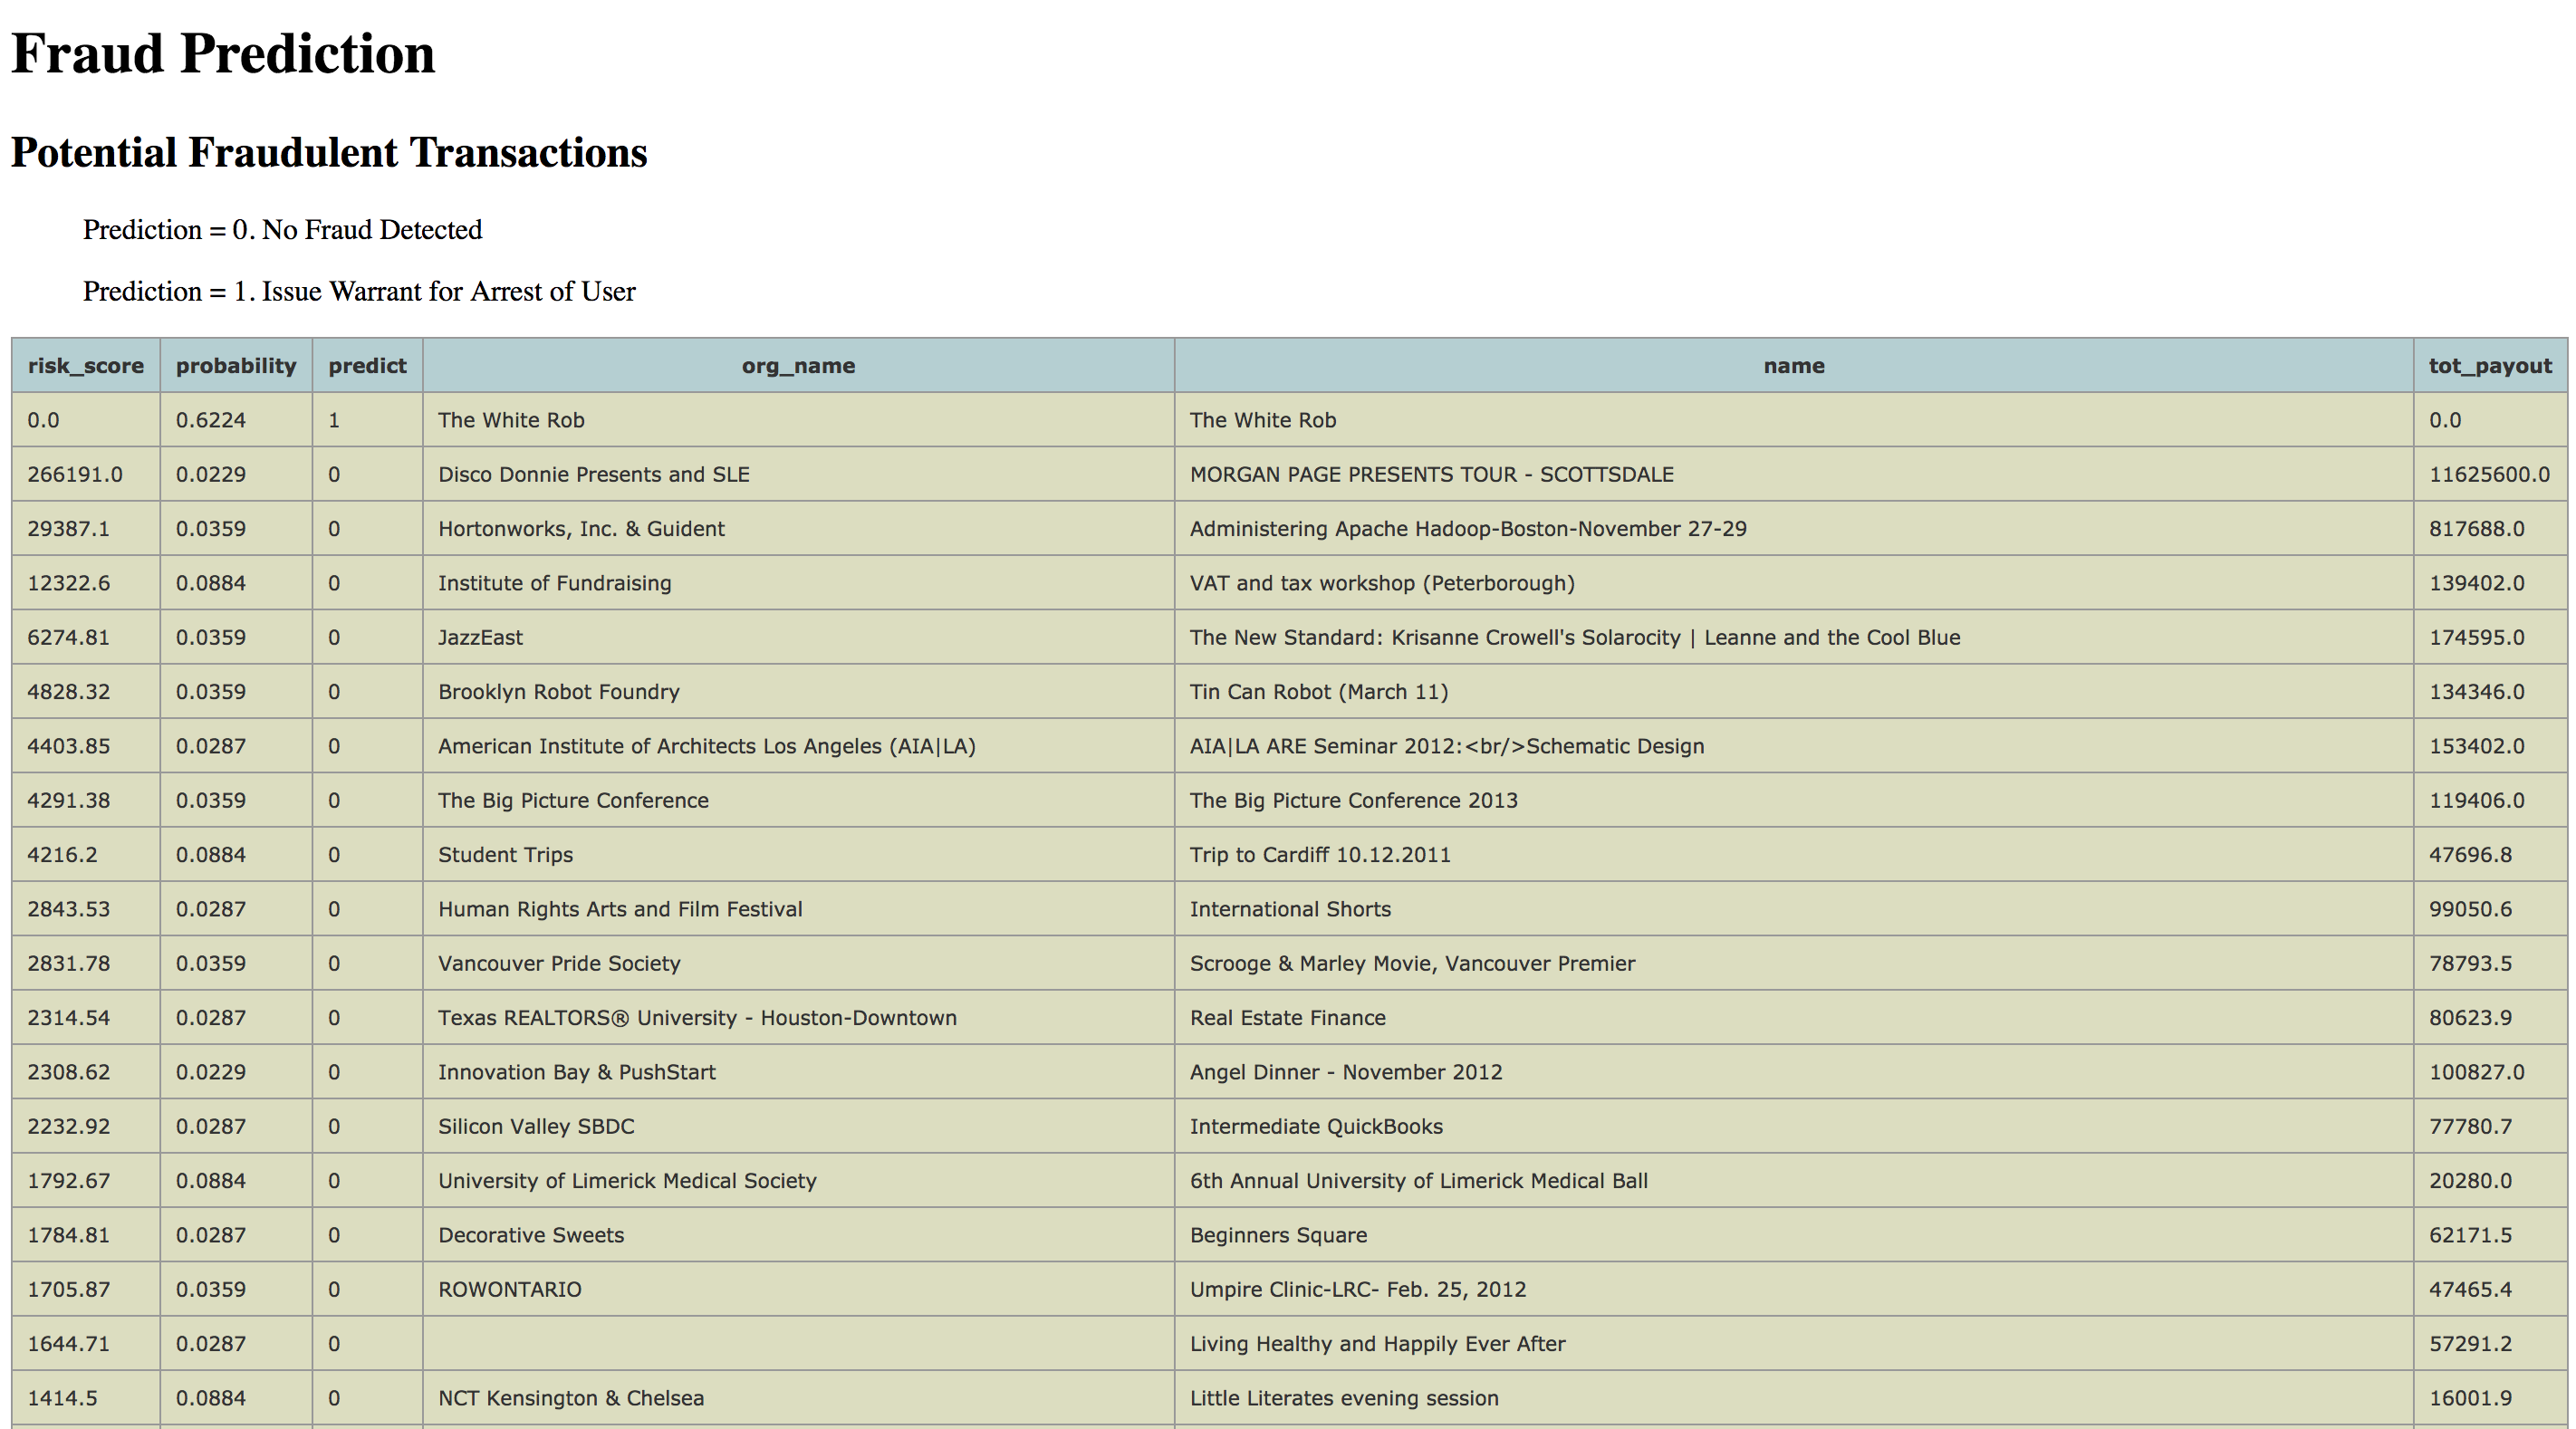 Fraud Prediction
Potential Fraudulent Transactions
Prediction = 0. No Fraud Detected
Prediction = 1. Issue Warrant for Arrest of User
risk_score probability predict org_name name tot_payout
0.0 0.6224 1 The White Rob The White Rob 0.0
266191.0 0.0229 0 Disco Donnie Presents and SLE MORGAN PAGE PRESENTS TOUR - SCOTTSDALE 11625600.0
29387.1 0.0359 0 Hortonworks, Inc. & Guident Administering Apache Hadoop-Boston-November 27-29 817688.0
12322.6 0.0884 0 Institute of Fundraising VAT and tax workshop (Peterborough) 139402.0
6274.81 0.0359 0 JazzEast The New Standard: Krisanne Crowell's Solarocity | Leanne and the Cool Blue 174595.0
4828.32 0.0359 0 Brooklyn Robot Foundry Tin Can Robot (March 11) 134346.0
4403.85 0.0287 0 American Institute of Architects Los Angeles (AIA|LA) AIA|LA ARE Seminar 2012:<br/>Schematic Design 153402.0
4291.38 0.0359 0 The Big Picture Conference The Big Picture Conference 2013 119406.0
4216.2 0.0884 0 Student Trips Trip to Cardiff 10.12.2011 47696.8
2843.53 0.0287 0 Human Rights Arts and Film Festival International Shorts 99050.6
2831.78 0.0359 0 Vancouver Pride Society Scrooge & Marley Movie, Vancouver Premier 78793.5
2314.54 0.0287 0 Texas REALTORS® University - Houston-Downtown Real Estate Finance 80623.9
2308.62 0.0229 0 Innovation Bay & PushStart Angel Dinner - November 2012 100827.0
2232.92 0.0287 0 Silicon Valley SBDC Intermediate QuickBooks 77780.7
1792.67 0.0884 0 University of Limerick Medical Society 6th Annual University of Limerick Medical Ball 20280.0
1784.81 0.0287 0 Decorative Sweets Beginners Square 62171.5
1705.87 0.0359 0 ROWONTARIO Umpire Clinic-LRC- Feb. 25, 2012 47465.4
1644.71 0.0287 0 Living Healthy and Happily Ever After 57291.2
1414.5 0.0884 0 NCT Kensington & Chelsea Little Literates evening session 16001.9